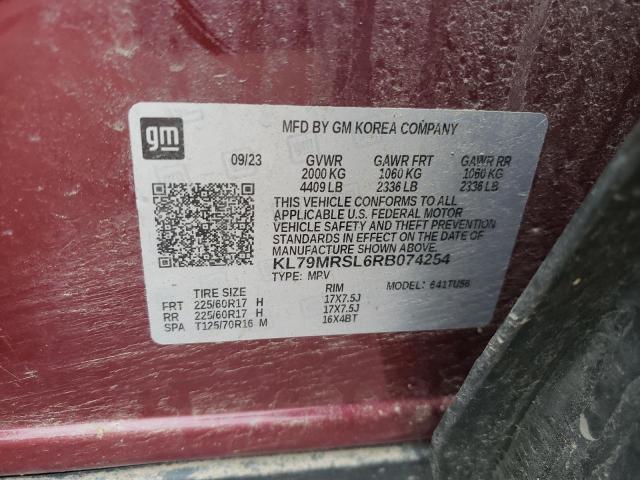 gm
MFD BY GM KOREA COMPANY
09/23 GVWR GAWR FRT GAWR RR
2000 KG 1060 KG 1060 KG
4409 LB 2336 LB 2336 LB
THIS VEHICLE CONFORMS TO ALL
APPLICABLE U.S. FEDERAL MOTOR
VEHICLE SAFETY AND THEFT PREVENTION
STANDARDS IN EFFECT ON THE DATE OF
MANUFACTURE SHOWN ABOVE.
KL79MRSL6RB074254
TYPE: MPV MODEL: 641TU56
TIRE SIZE RIM
FRT 225/60R17 H 17X7.5J
RR 225/60R17 H 17X7.5J
SPA T125/70R16 M 16X4BT